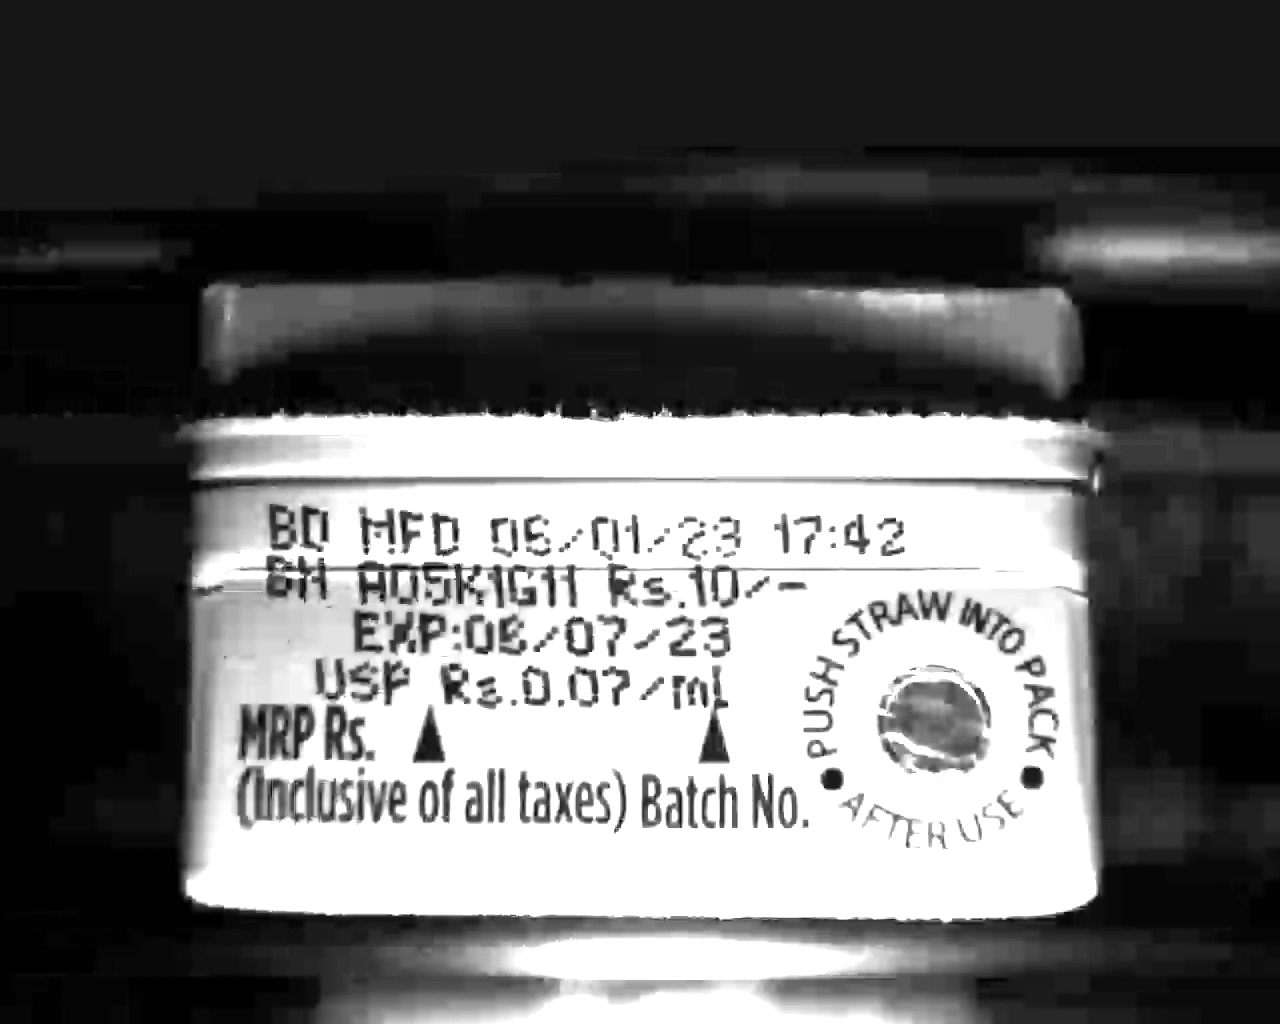 BD MFD 06/01/23 17:42
BN A05K1G11 Rs.10/-
EXP:06/07/23
USP Rs.0.07/mL
MRP Rs.
(Inclusive of all taxes) Batch No.
PUSH STRAW INTO PACK
AFTER USE